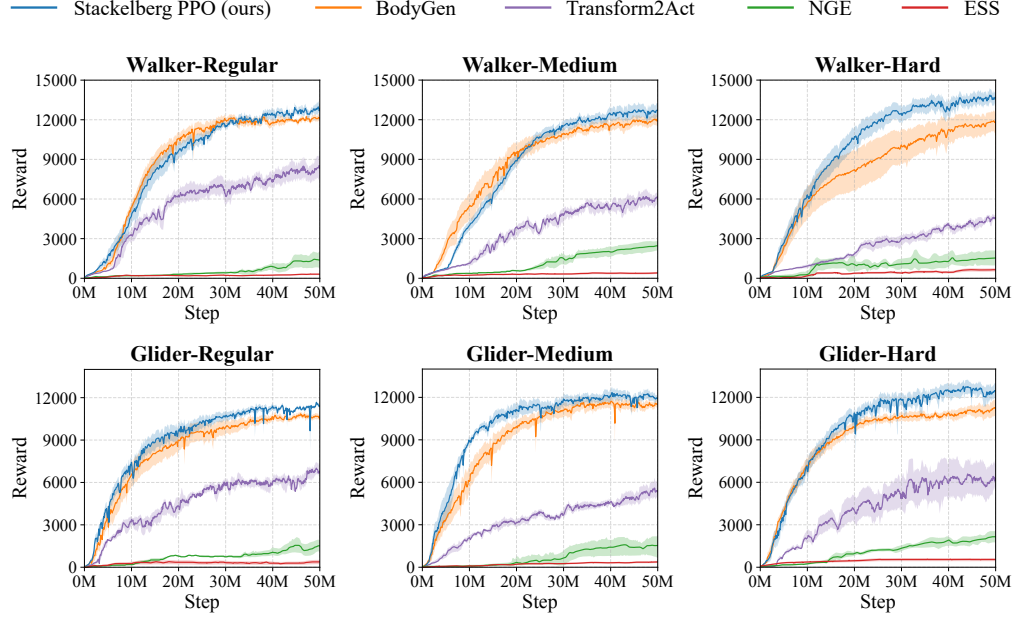 Stackelberg PPO (ours) BodyGen Transform2Act NGE ESS
Walker-Regular Walker-Medium Walker-Hard
15000 15000 15000
12000 12000 12000
9000 9000 9000
6000 6000 6000
3000 3000 3000
0 0 0
Reward Reward Reward
0M 10M 20M 30M 40M 50M 0M 10M 20M 30M 40M 50M 0M 10M 20M 30M 40M 50M
Step Step Step
Glider-Regular Glider-Medium Glider-Hard
12000 12000 12000
9000 9000 9000
6000 6000 6000
3000 3000 3000
0 0 0
Reward Reward Reward
0M 10M 20M 30M 40M 50M 0M 10M 20M 30M 40M 50M 0M 10M 20M 30M 40M 50M
Step Step Step